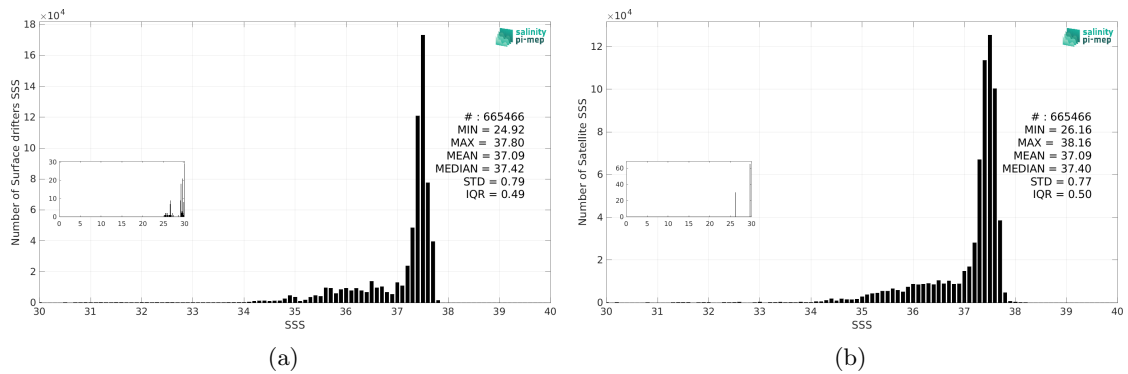 ×10⁴
18
16
14
12
10
8
6
4
2
0
Number of Surface drifters SSS
salinity
pi-mep
# : 665466
MIN = 24.92
MAX = 37.80
MEAN = 37.09
MEDIAN = 37.42
STD = 0.79
IQR = 0.49
30
20
10
0
0 5 10 15 20 25 30
30 31 32 33 34 35 36 37 38 39 40
SSS
(a)
×10⁴
12
10
8
6
4
2
0
Number of Satellite SSS
salinity
pi-mep
# : 665466
MIN = 26.16
MAX = 38.16
MEAN = 37.09
MEDIAN = 37.40
STD = 0.77
IQR = 0.50
60
40
20
0
0 5 10 15 20 25 30
30 31 32 33 34 35 36 37 38 39 40
SSS
(b)